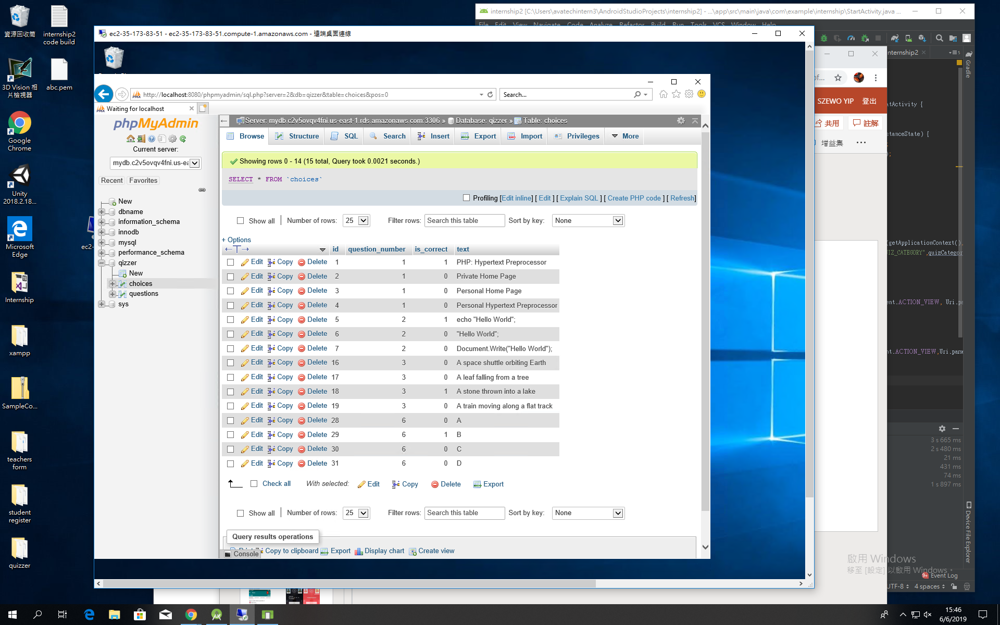 資源回收筒
internship2 code build
3D Vision 相片檢視器
abc.pem
Google Chrome
Unity 2018.2.18...
Microsoft Edge
ec2-
Internship
xampp
SampleCo...
teachers form
student register
quizzer
internship2 [C:\Users\avatechintern3\AndroidStudioProjects\internship2] - ...\app\src\main\java\com\example\internship\StartActivity.java ...
File Edit View Navigate Code Analyze Refactor Build Run Tools VCS Window Help
ec2-35-173-83-51 - ec2-35-173-83-51.compute-1.amazonaws.com - 遠端桌面連線
http://localhost:8080/phpmyadmin/sql.php?server=2&db=qizzer&table=choices&pos=0
Search...
Waiting for localhost
phpMyAdmin
Current server:
mydb.c2v5ovqv4fni.us-ea
Recent Favorites
New
dbname
information_schema
innodb
mysql
performance_schema
qizzer
New
choices
questions
sys
Server: mydb.c2v5ovqv4fni.us-east-1.rds.amazonaws.com:3306 » Database: qizzer » Table: choices
Browse Structure SQL Search Insert Export Import Privileges More
Showing rows 0 - 14 (15 total, Query took 0.0021 seconds.)
SELECT * FROM `choices`
Profiling [Edit inline] [ Edit ] [ Explain SQL ] [ Create PHP code ] [ Refresh]
Show all Number of rows: 25 Filter rows: Search this table Sort by key: None
+ Options
←T→ id question_number is_correct text
Edit Copy Delete 1 1 1 PHP: Hypertext Preprocessor
Edit Copy Delete 2 1 0 Private Home Page
Edit Copy Delete 3 1 0 Personal Home Page
Edit Copy Delete 4 1 0 Personal Hypertext Preprocessor
Edit Copy Delete 5 2 1 echo "Hello World";
Edit Copy Delete 6 2 0 "Hello World";
Edit Copy Delete 7 2 0 Document.Write("Hello World");
Edit Copy Delete 16 3 0 A space shuttle orbiting Earth
Edit Copy Delete 17 3 0 A leaf falling from a tree
Edit Copy Delete 18 3 1 A stone thrown into a lake
Edit Copy Delete 19 3 0 A train moving along a flat track
Edit Copy Delete 28 6 0 A
Edit Copy Delete 29 6 1 B
Edit Copy Delete 30 6 0 C
Edit Copy Delete 31 6 0 D
Check all With selected: Edit Copy Delete Export
Show all Number of rows: 25 Filter rows: Search this table Sort by key: None
Query results operations
Print Copy to clipboard Export Display chart Create view
Console
nternship2
Gradle
of...
SZEWO YIP 登出
共用 註解
增益集 ...
atActivity {
stanceState) {
);
(getApplicationContext(),
UIZ_CATEGORY",quizCategor
nt.ACTION_VIEW, Uri.pa
nt.ACTION_VIEW,Uri.parse
3 s 665 ms
2 s 480 ms
21 ms
431 ms
74 ms
1 s 897 ms
Device File Explorer
啟用 Windows
移至 [設定] 以啟用 Windows。
9+ Event Log
UTF-8 4 spaces
15:46
6/6/2019